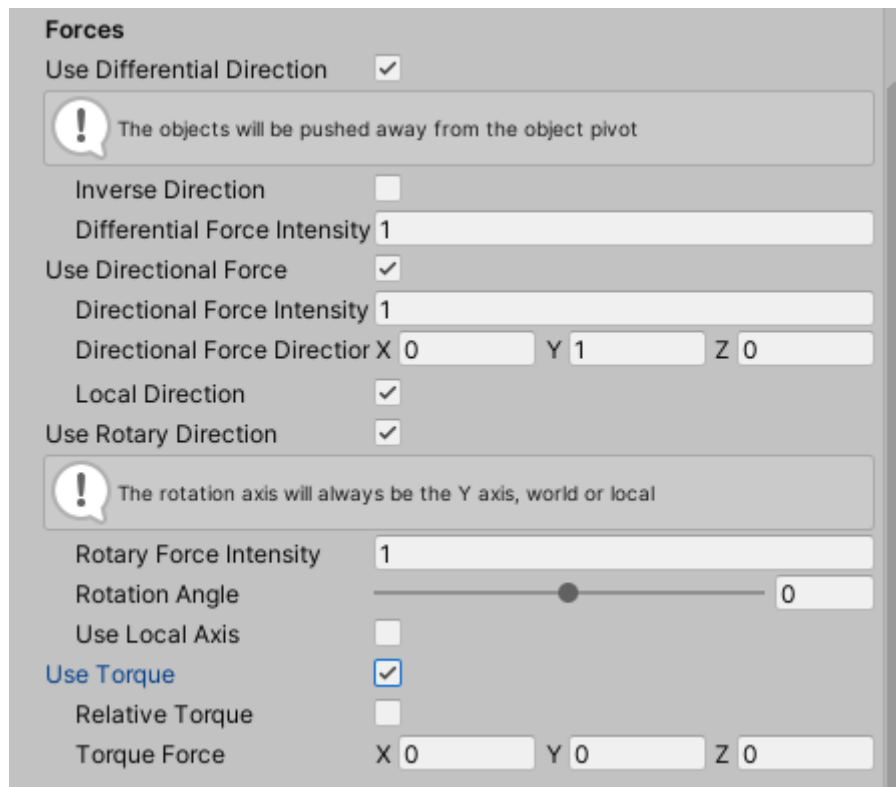 Forces
Use Differential Direction
The objects will be pushed away from the object pivot
Inverse Direction
Differential Force Intensity 1
Use Directional Force
Directional Force Intensity 1
Directional Force Direction X 0 Y 1 Z 0
Local Direction
Use Rotary Direction
The rotation axis will always be the Y axis, world or local
Rotary Force Intensity 1
Rotation Angle 0
Use Local Axis
Use Torque
Relative Torque
Torque Force X 0 Y 0 Z 0